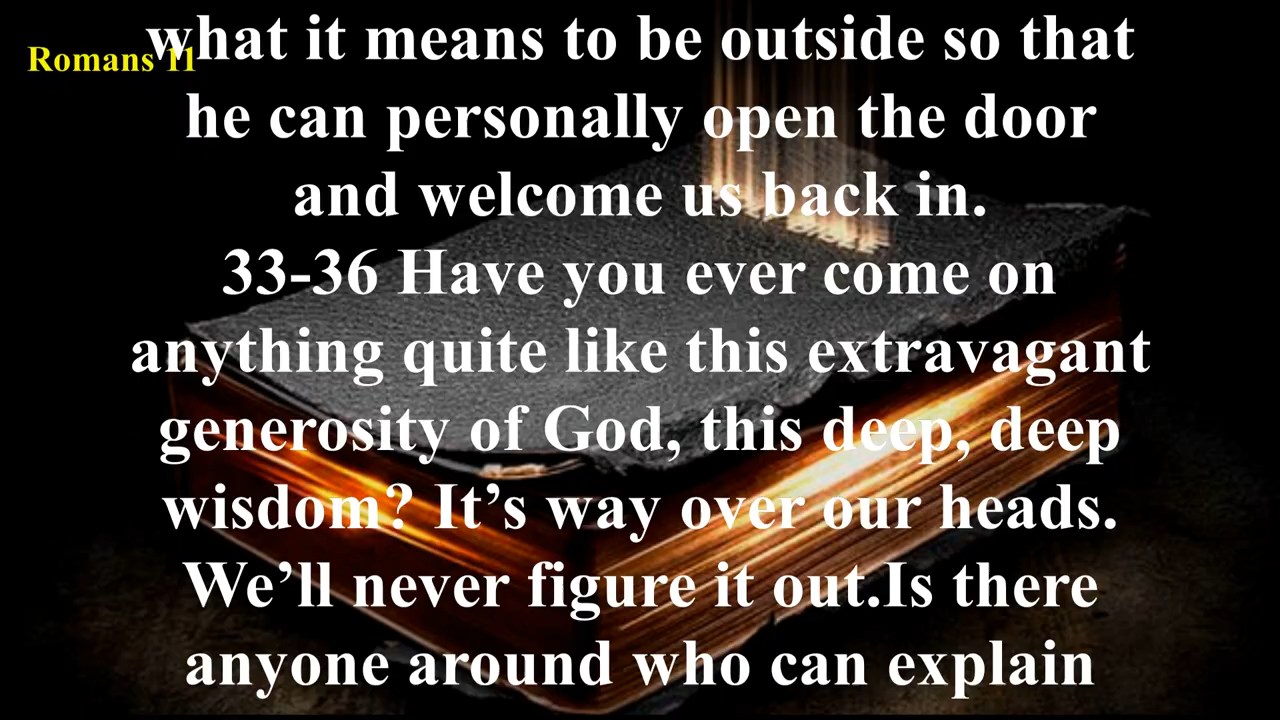 Romans 11
what it means to be outside so that
he can personally open the door
and welcome us back in.
33-36 Have you ever come on
anything quite like this extravagant
generosity of God, this deep, deep
wisdom? It’s way over our heads.
We’ll never figure it out.Is there
anyone around who can explain